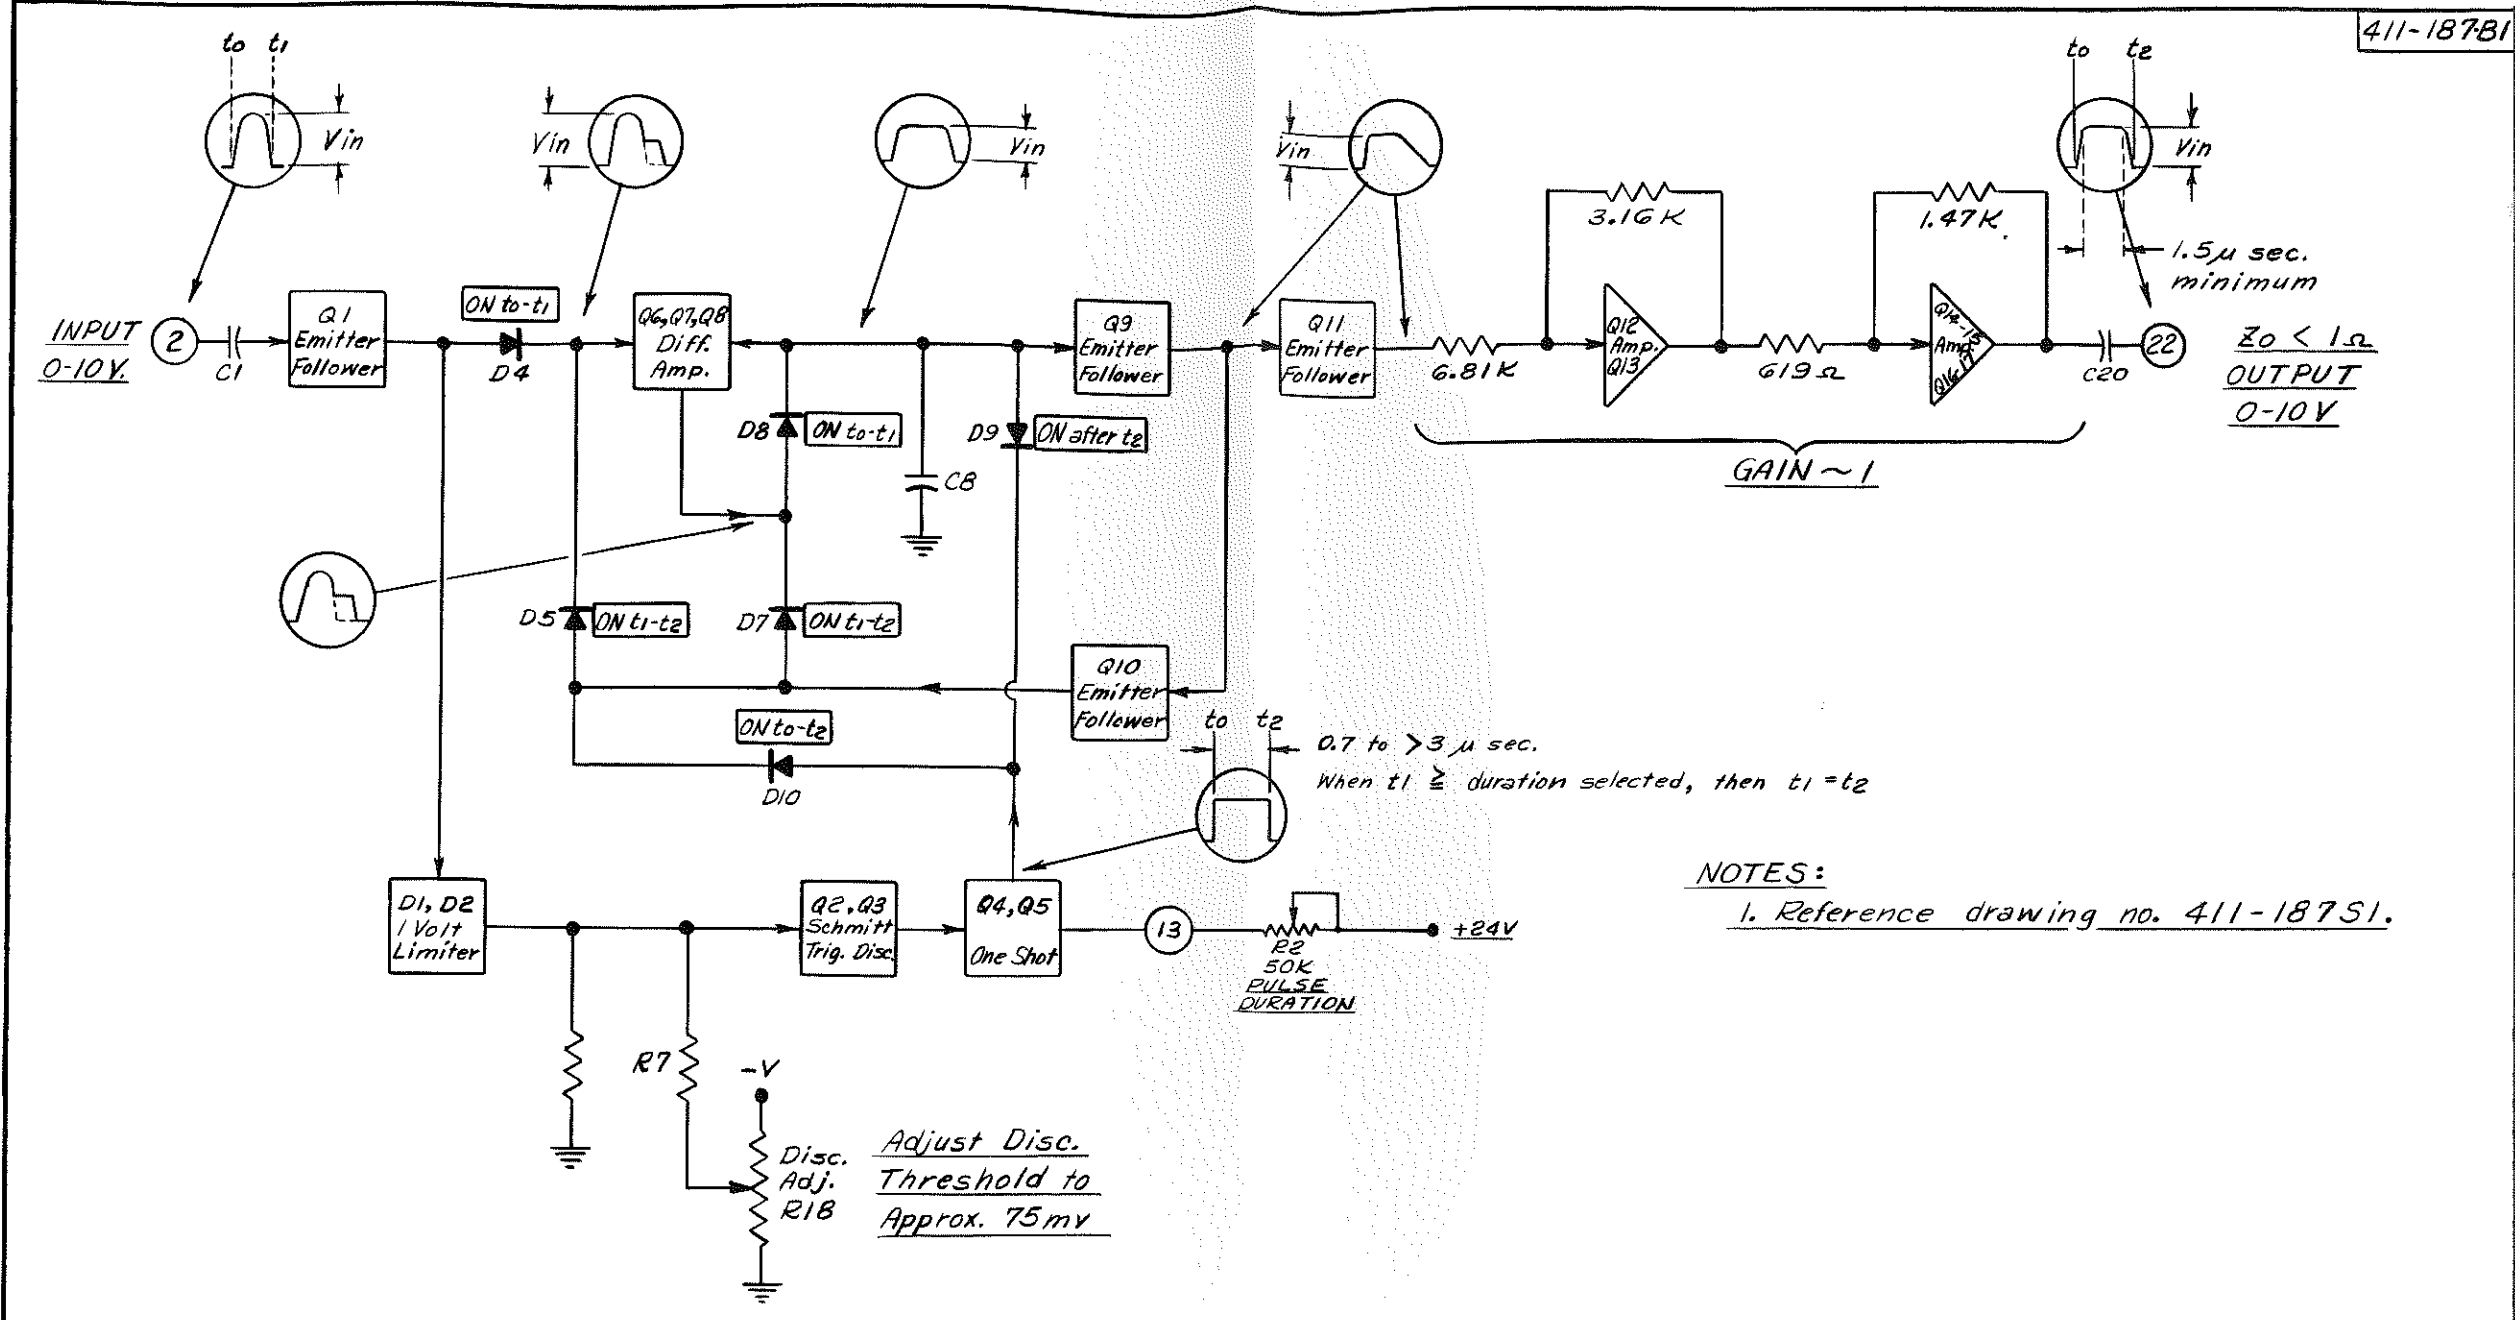 411-187-B1
to t1
Vin
Vin
Vin
Vin
to t2
Vin
1.5μ sec.
minimum
3.16K
1.47K
INPUT
0-10V.
2
C1
Q1
Emitter
Follower
ON to-t1
D4
Q6,Q7,Q8
Diff.
Amp.
Q9
Emitter
Follower
Q11
Emitter
Follower
6.81K
Q12
Amp.
Q13
619Ω
Q14-15
Amp.
Q16-17
C20
22
Zo < 1Ω
OUTPUT
0-10V
D8
ON to-t1
D9
ON after t2
C8
GAIN ~ 1
D5
ON t1-t2
D7
ON t1-t2
Q10
Emitter
Follower
ON to-t2
D10
to t2
0.7 to >3 μ sec.
When t1 ≧ duration selected, then t1 = t2
D1, D2
1 Volt
Limiter
Q2, Q3
Schmitt
Trig. Disc.
Q4, Q5
One Shot
13
R2
50K
PULSE
DURATION
+24V
NOTES:
1. Reference drawing no. 411-187S1.
R7
-V
Disc.
Adj.
R18
Adjust Disc.
Threshold to
Approx. 75mv